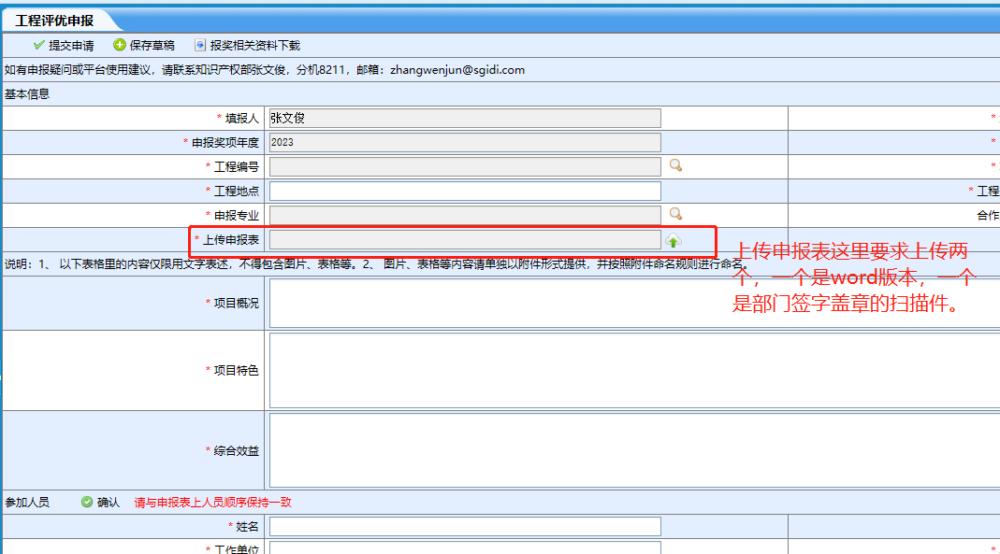 工程评优申报
提交申请 保存草稿 报奖相关资料下载
如有申报疑问或平台使用建议，请联系知识产权部张文俊，分机8211，邮箱：zhangwenjun@sgidi.com
基本信息
* 填报人 张文俊 *
* 申报奖项年度 2023 *
* 工程编号 *
* 工程地点 * 工程
* 申报专业 合作
* 上传申报表
上传申报表这里要求上传两
个，一个是word版本，一个
是部门签字盖章的扫描件。
说明：1、 以下表格里的内容仅限用文字表述，不得包含图片、表格等。2、 图片、表格等内容请单独以附件形式提供，并按照附件命名规则进行命名。
* 项目概况
* 项目特色
* 综合效益
参加人员 确认 请与申报表上人员顺序保持一致
* 姓名
* 工作单位 *